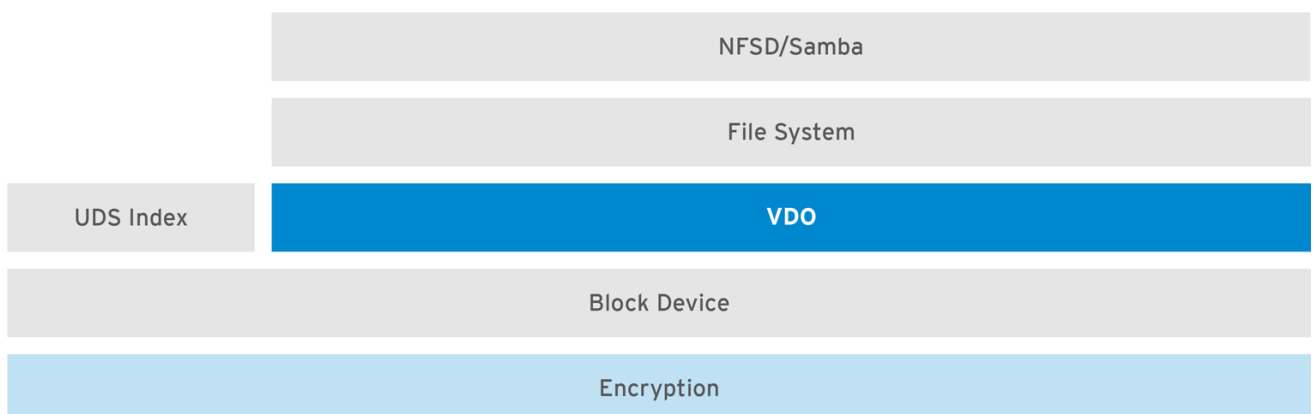 NFSD/Samba
File System
UDS Index
VDO
Block Device
Encryption